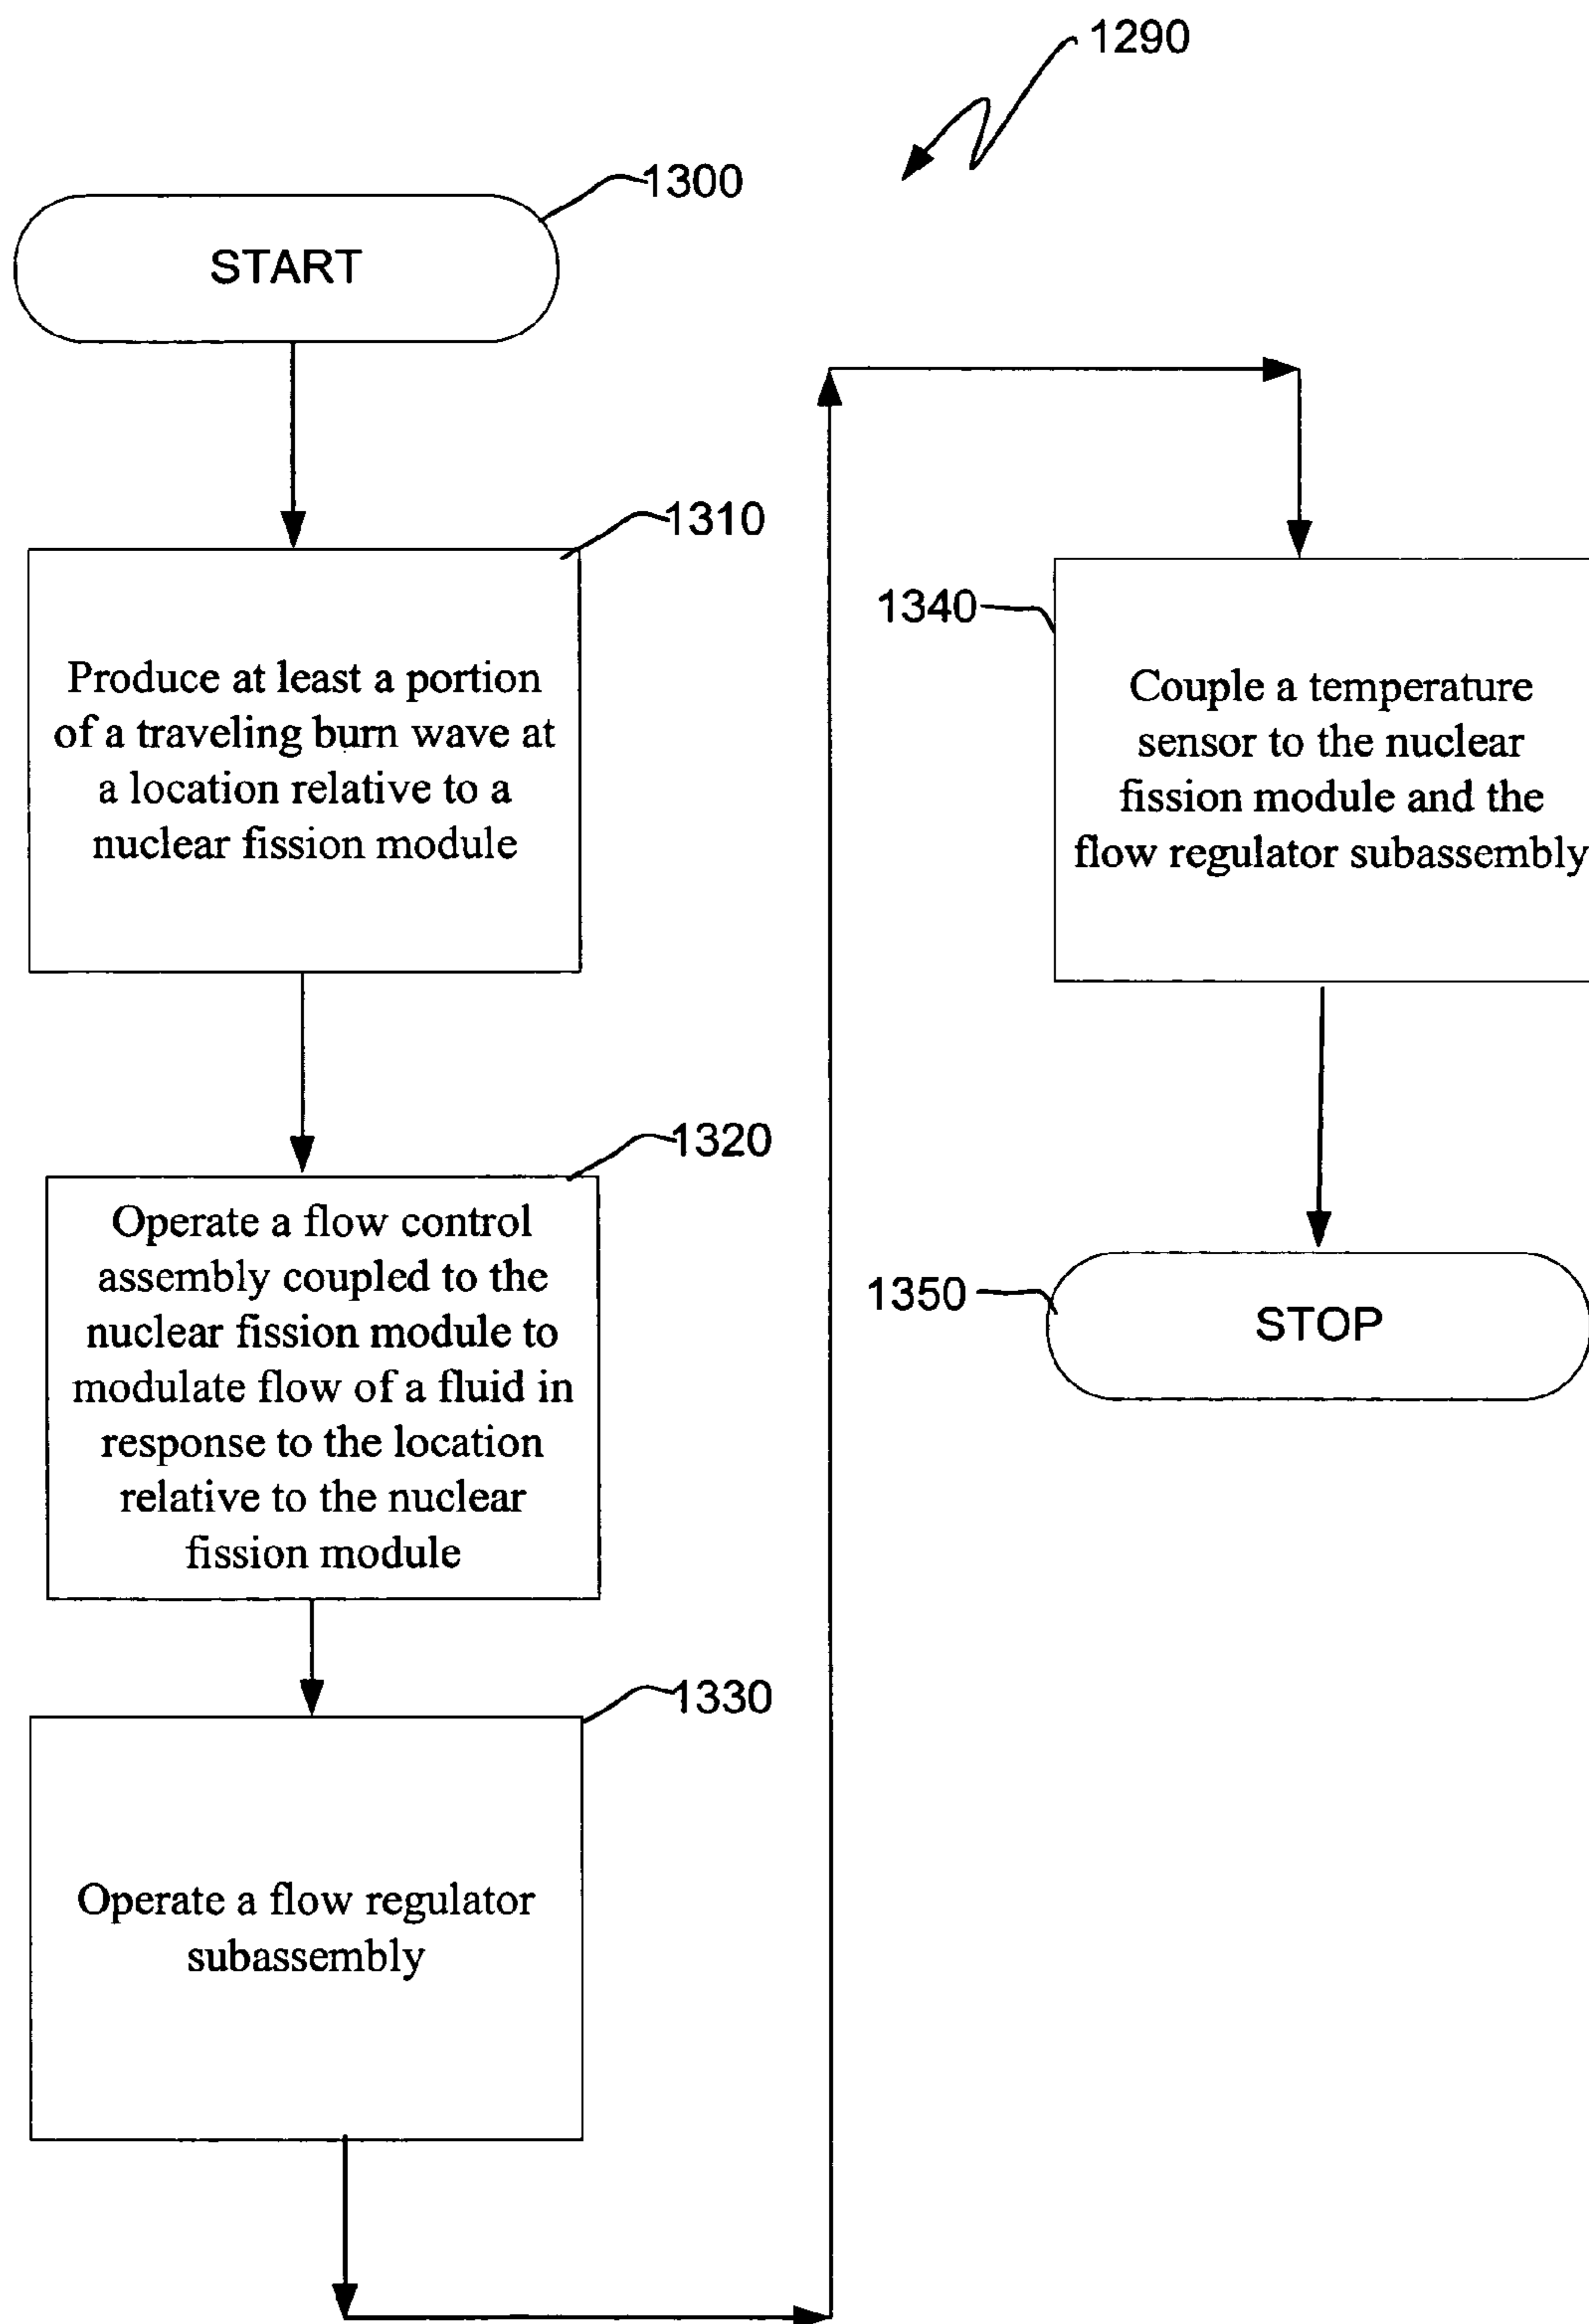 1290
1300
START
1310
Produce at least a portion
of a traveling burn wave at
a location relative to a
nuclear fission module
1320
Operate a flow control
assembly coupled to the
nuclear fission module to
modulate flow of a fluid in
response to the location
relative to the nuclear
fission module
1330
Operate a flow regulator
subassembly
1340
Couple a temperature
sensor to the nuclear
fission module and the
flow regulator subassembly
1350
STOP